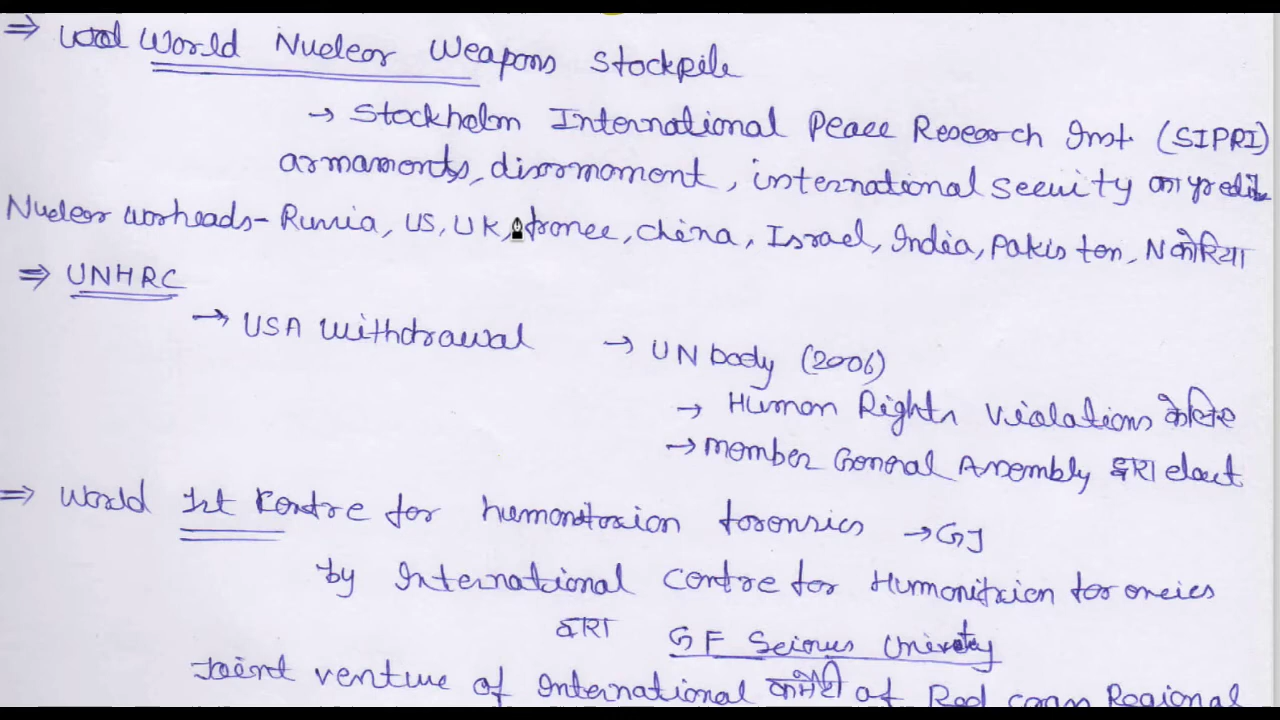 ⇒ World Nuclear Weapons Stockpile
→ Stockholm International Peace Research Inst. (SIPRI)
armaments, disarmament, international security का
Nuclear warheads - Russia, US, UK, France, China, Israel, India, Pakistan, N कोरिया
⇒ UNHRC
→ USA Withdrawal → UN body (2006)
→ Human Rights Violations के लिए
→ member General Assembly द्वारा elect
⇒ World 1st Centre for humanitarian forensics → GJ
by International Centre for Humanitrian forensics
द्वारा G F Sciences University
Joint venture of International कमेटी of Red cross Regional